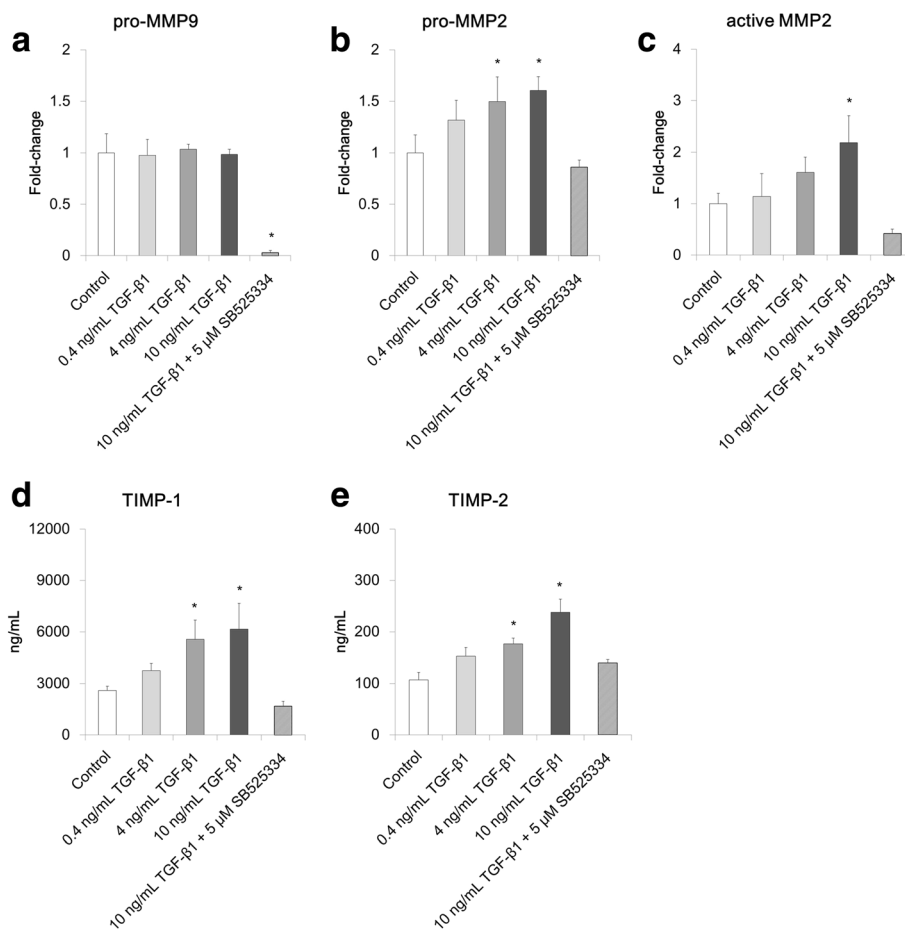 a
pro-MMP9
Fold-change
2
1.5
1
0.5
0
*
Control
0.4 ng/mL TGF-β1
4 ng/mL TGF-β1
10 ng/mL TGF-β1
10 ng/mL TGF-β1 + 5 μM SB525334
b
pro-MMP2
Fold-change
2
1.5
1
0.5
0
*
*
Control
0.4 ng/mL TGF-β1
4 ng/mL TGF-β1
10 ng/mL TGF-β1
10 ng/mL TGF-β1 + 5 μM SB525334
c
active MMP2
Fold-change
4
3
2
1
0
*
Control
0.4 ng/mL TGF-β1
4 ng/mL TGF-β1
10 ng/mL TGF-β1
10 ng/mL TGF-β1 + 5 μM SB525334
d
TIMP-1
ng/mL
12000
9000
6000
3000
0
*
*
Control
0.4 ng/mL TGF-β1
4 ng/mL TGF-β1
10 ng/mL TGF-β1
10 ng/mL TGF-β1 + 5 μM SB525334
e
TIMP-2
ng/mL
400
300
200
100
0
*
*
Control
0.4 ng/mL TGF-β1
4 ng/mL TGF-β1
10 ng/mL TGF-β1
10 ng/mL TGF-β1 + 5 μM SB525334